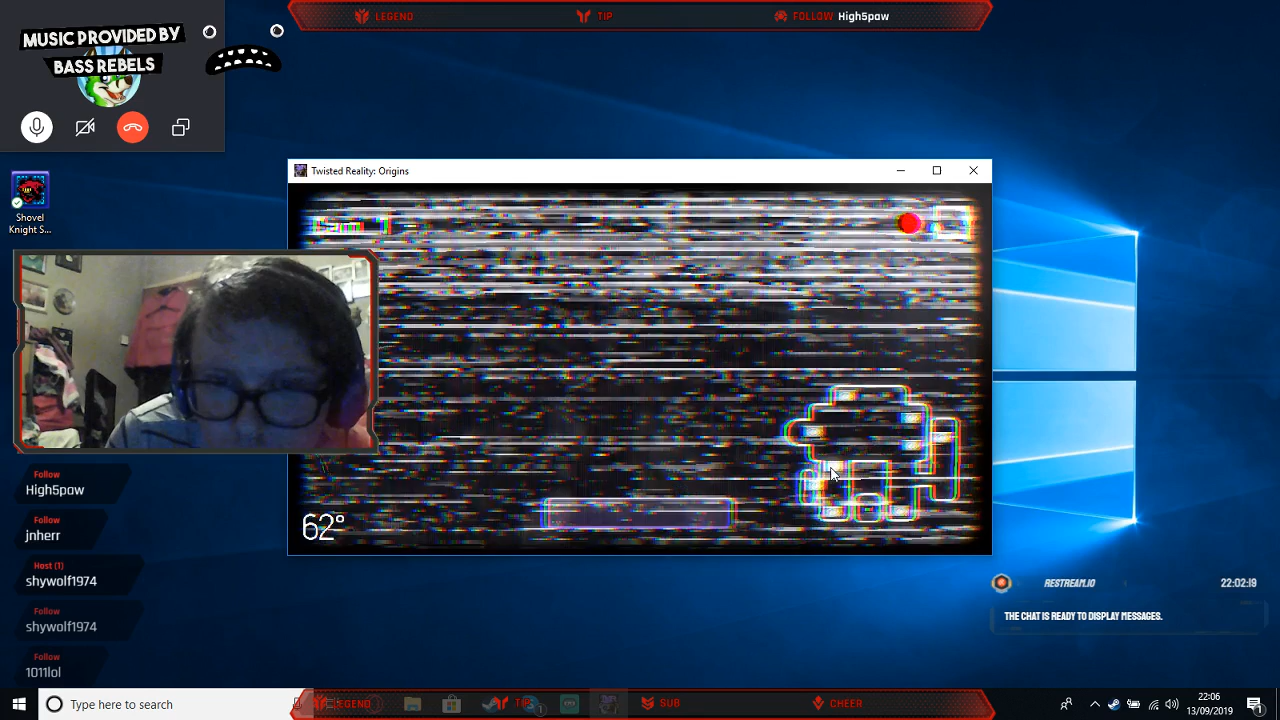 LEGEND
TIP
FOLLOW High5paw
MUSIC PROVIDED BY
BASS REBELS
Twisted Reality: Origins
Shovel
Knight S...
62°
Follow
High5paw
Follow
jnherr
Host (1)
shywolf1974
Follow
shywolf1974
Follow
1011lol
RESTREAM.IO
22:02:19
THE CHAT IS READY TO DISPLAY MESSAGES.
Type here to search
LEGEND
TIP
SUB
CHEER
22:06
13/09/2019